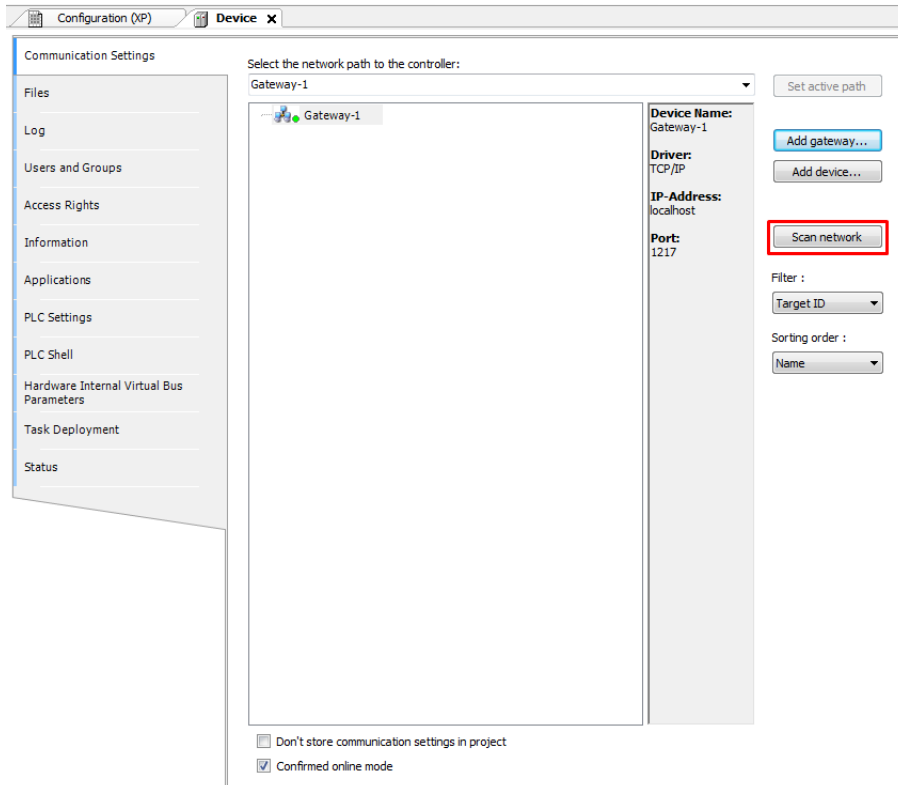 Configuration (XP)
Device
Communication Settings
Files
Log
Users and Groups
Access Rights
Information
Applications
PLC Settings
PLC Shell
Hardware Internal Virtual Bus
Parameters
Task Deployment
Status
Select the network path to the controller:
Gateway-1
Gateway-1
Device Name:
Gateway-1
Driver:
TCP/IP
IP-Address:
localhost
Port:
1217
Set active path
Add gateway...
Add device...
Scan network
Filter :
Target ID
Sorting order :
Name
Don't store communication settings in project
Confirmed online mode